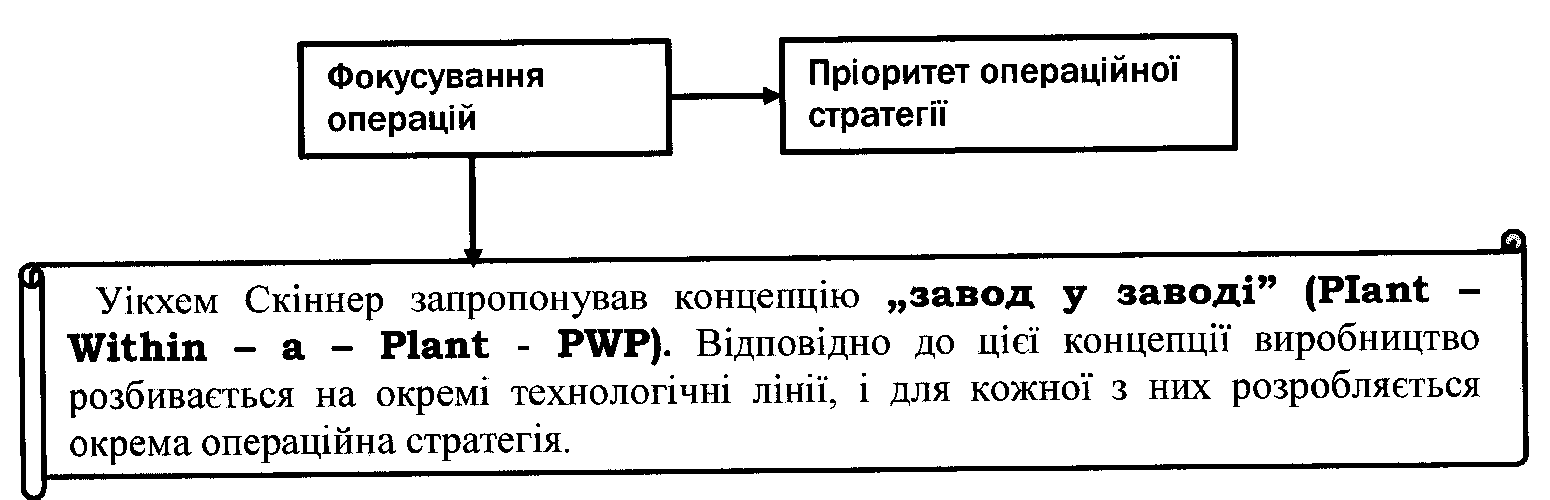 Фокусування
операцій
Пріоритет операційної
стратегії
Уікхем Скіннер запропонував концепцію „завод у заводі” (PIant –
Within – a – Plant - PWP). Відповідно до цієї концепції виробництво
розбивається на окремі технологічні лінії, і для кожної з них розробляється
окрема операційна стратегія.